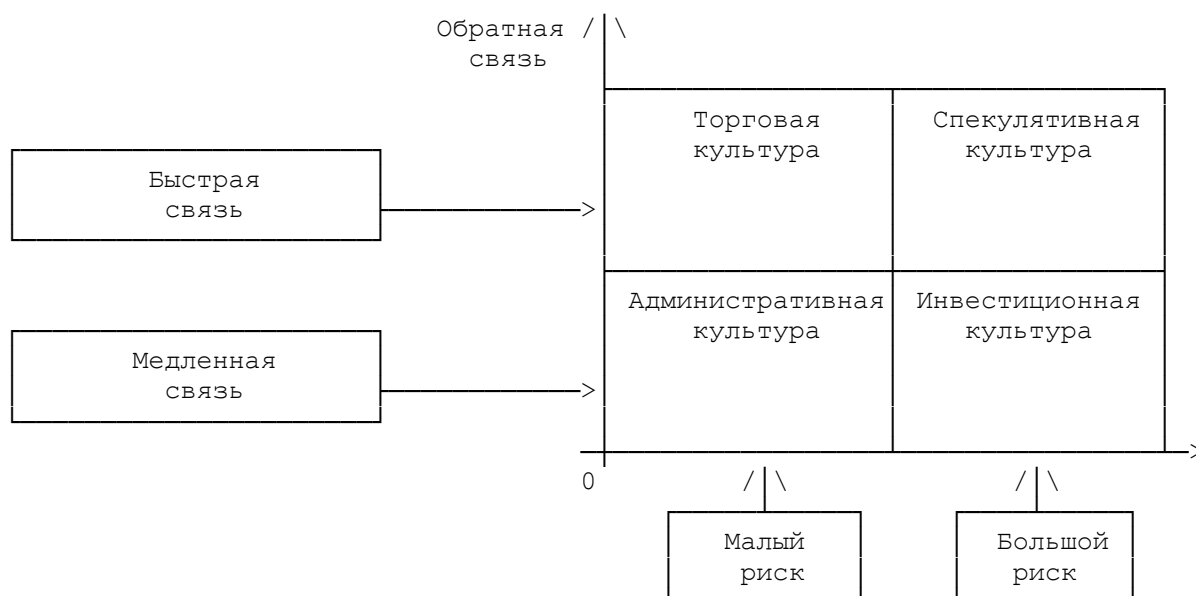 Обратная
связь
Торговая
культура
Спекулятивная
культура
Быстрая
связь
Административная
культура
Инвестиционная
культура
Медленная
связь
0
Малый
риск
Большой
риск